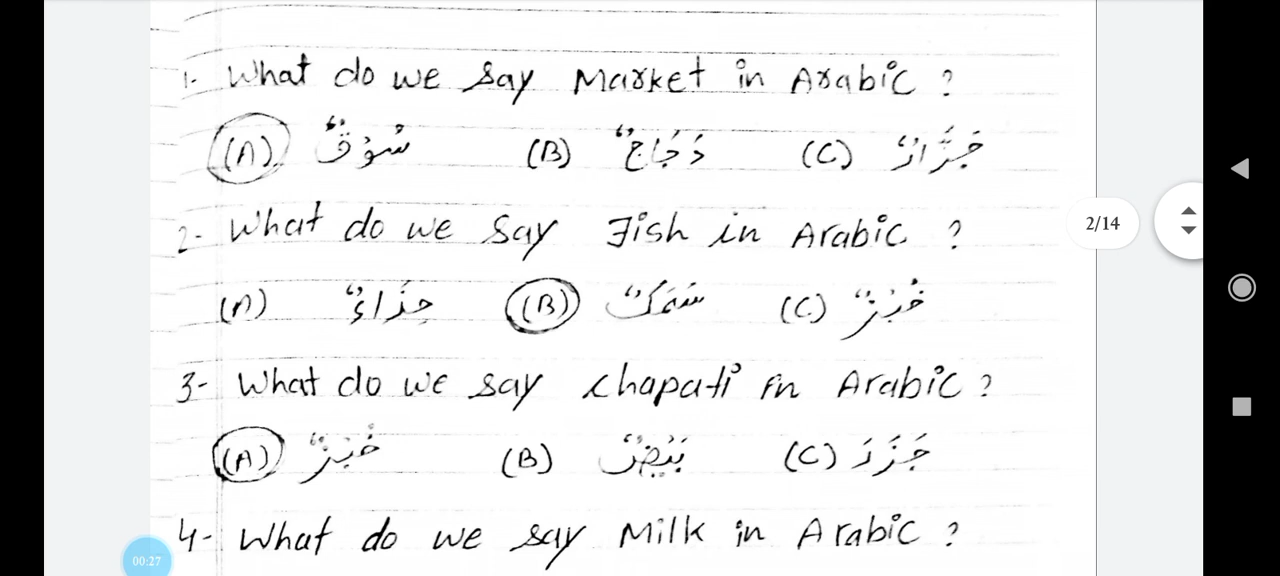 1- What do we say Market in Arabic ?
(A) سُوْقٌ (B) دَجَاجٌ (C) جَزَّارٌ
2- What do we say Fish in Arabic ?
2/14
(A) حِذَاءٌ (B) سَمَكٌ (C) خُبْزٌ
3- What do we say chapati in Arabic ?
(A) خُبْزٌ (B) بَيْضٌ (C) جَزَرَ
4- What do we say Milk in Arabic ?
00:27